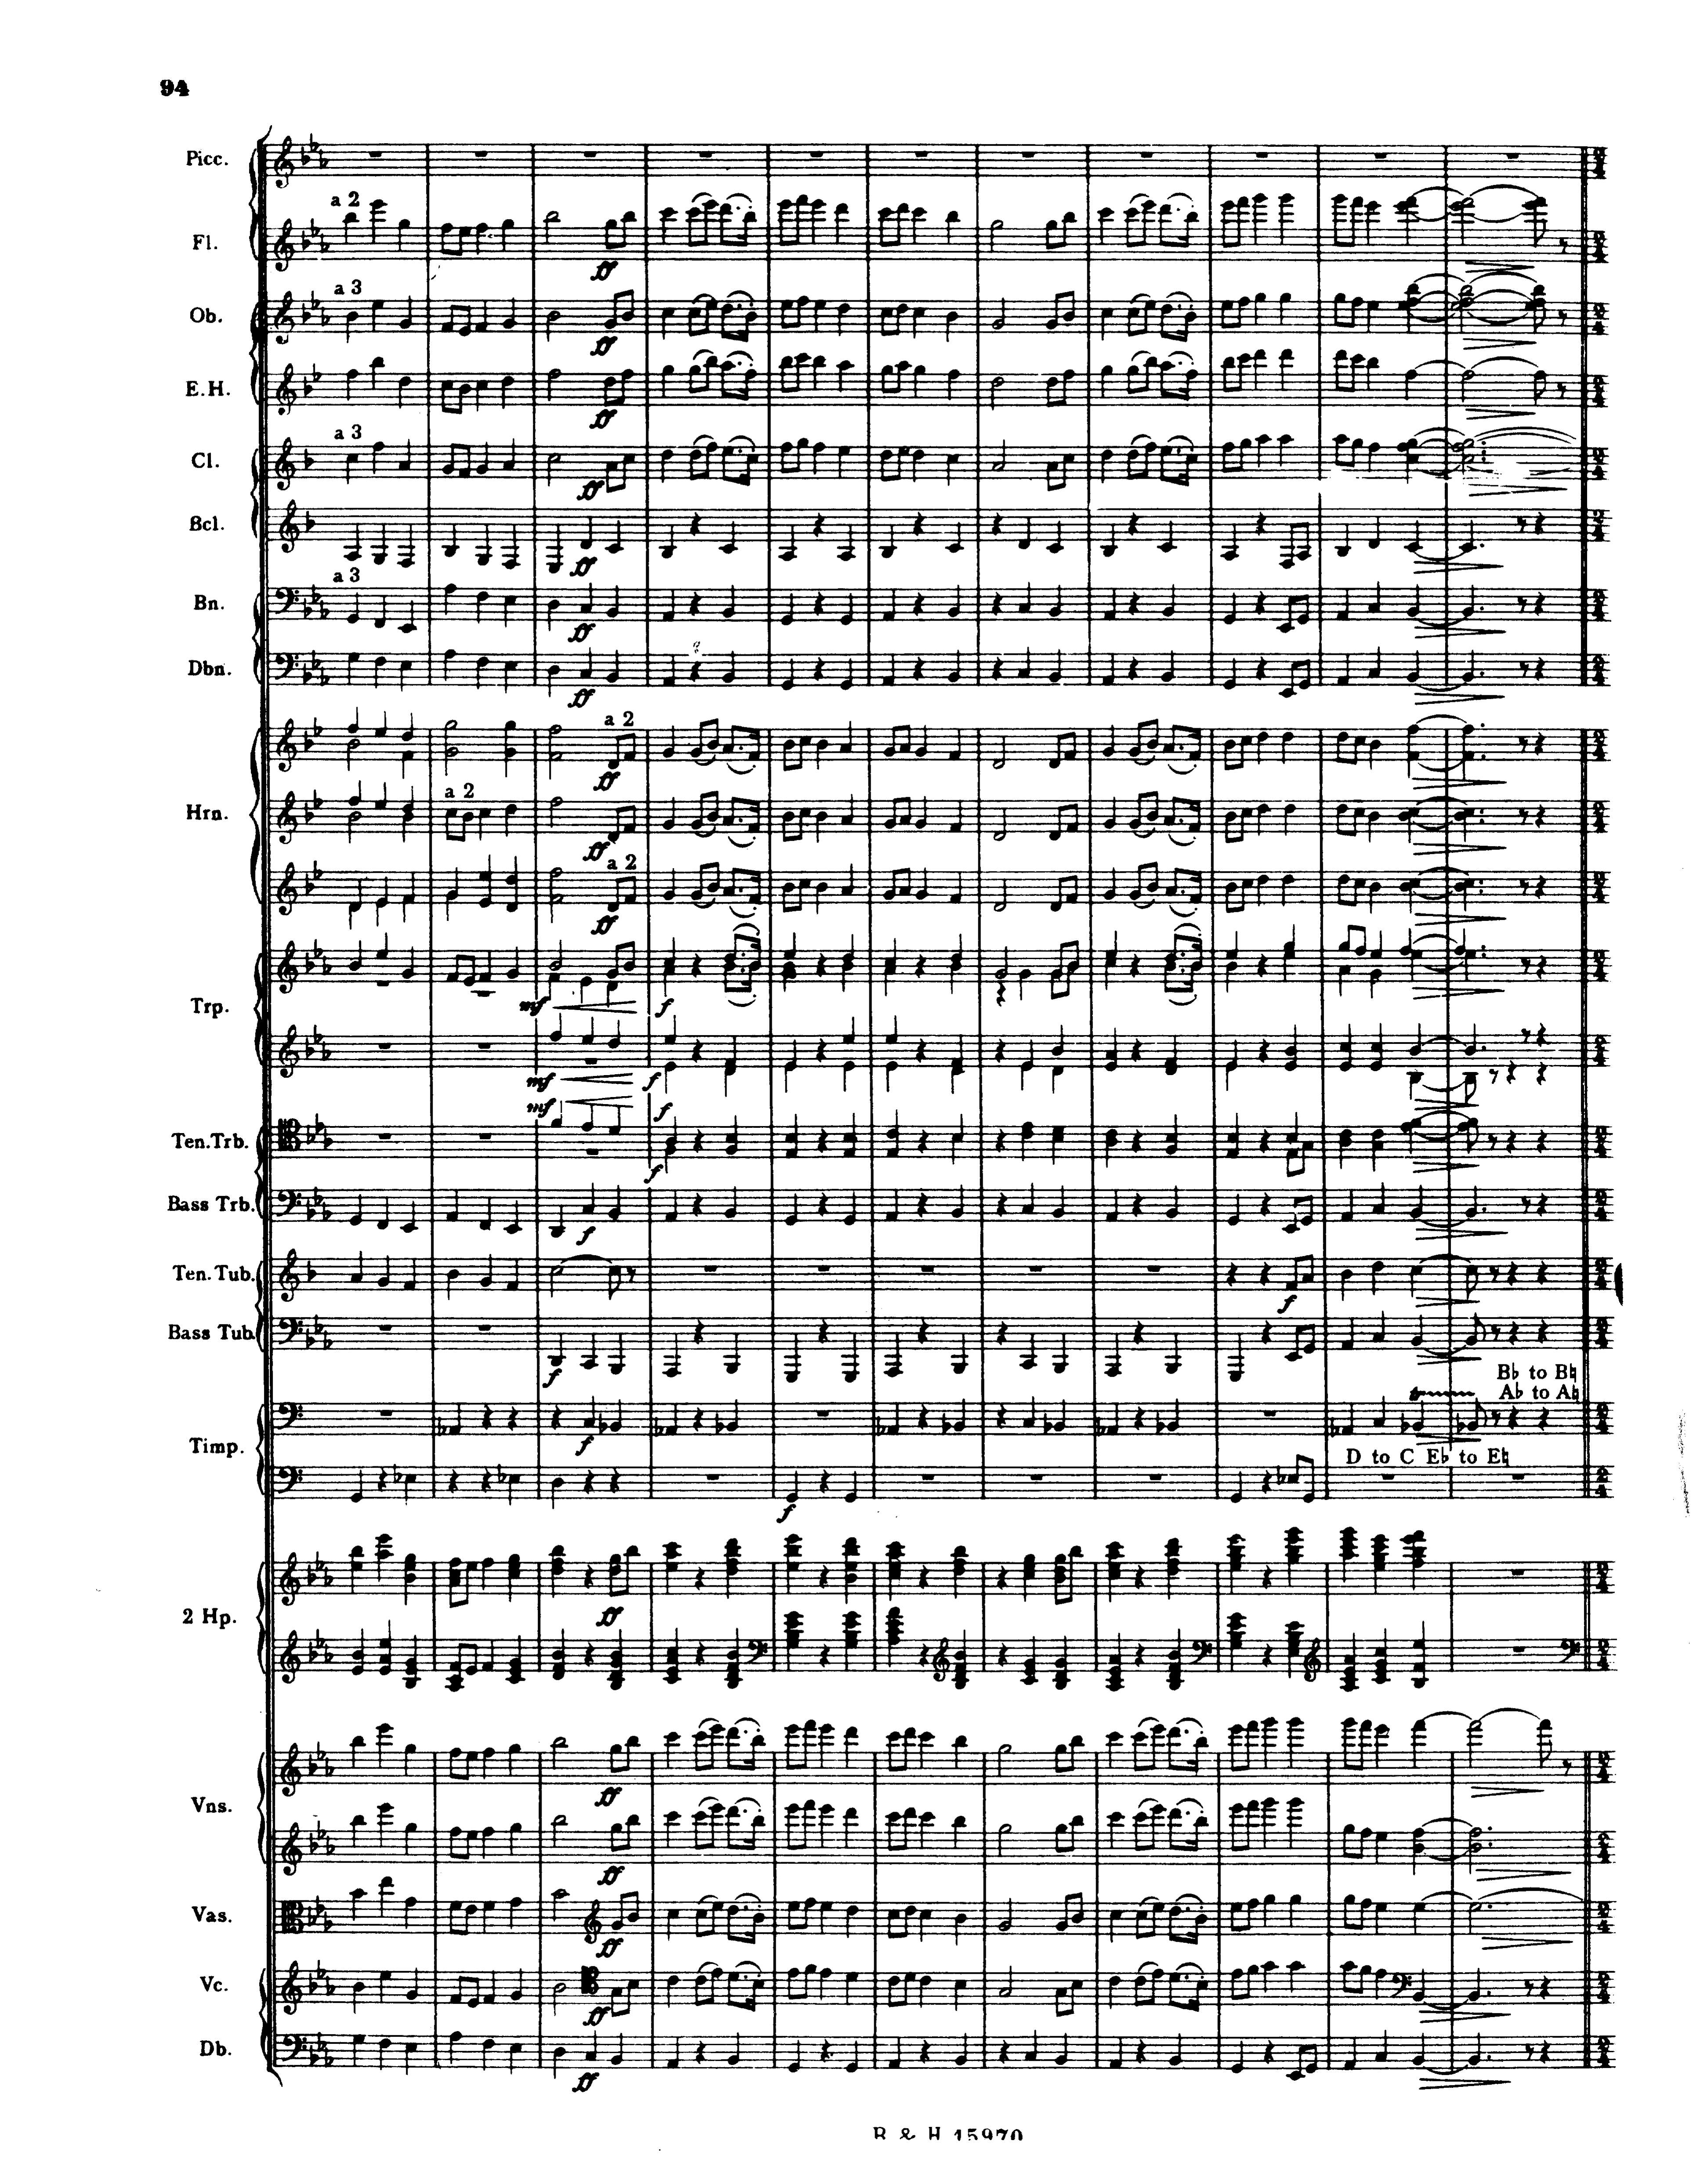 94
Picc.
a 2
Fl.
ff
a 3
Ob.
ff
E.H.
ff
a 3
Cl.
ff
Bcl.
ff
a 3
Bn.
ff
Dbn.
ff
a 2
ff
a 2
Hrn.
ff
a 2
ff
mf
f
Trp.
mf
f
mf
f
Ten.Trb.
f
Bass Trb.
f
Ten. Tub.
f
Bass Tub.
f
B♭ to B♮
A♭ to A♮
f
Timp.
D to C E♭ to E♮
f
2 Hp.
ff
ff
Vns.
ff
Vas.
ff
Vc.
ff
Db.
ff
B & H 15970